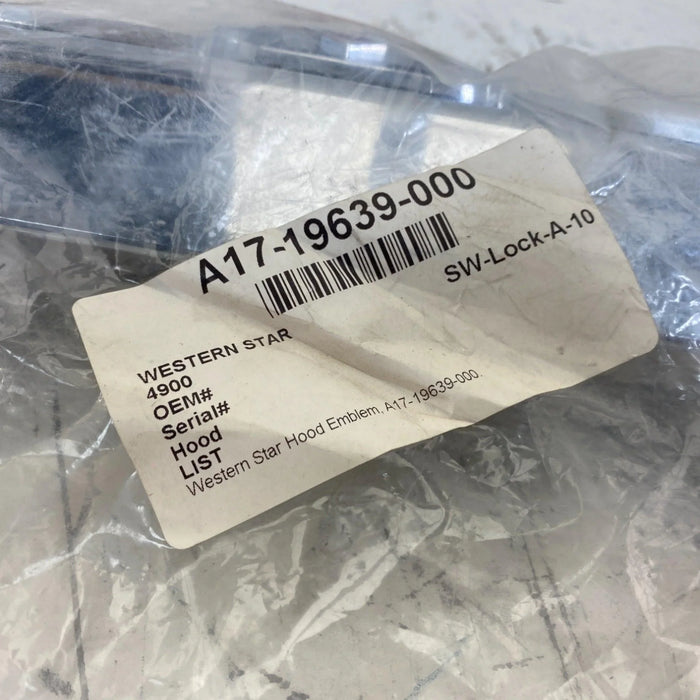 A17-19639-000
SW-Lock-A-10
WESTERN STAR
4900
OEM#
Serial#
Hood
LIST
Western Star Hood Emblem, A17-19639-000.